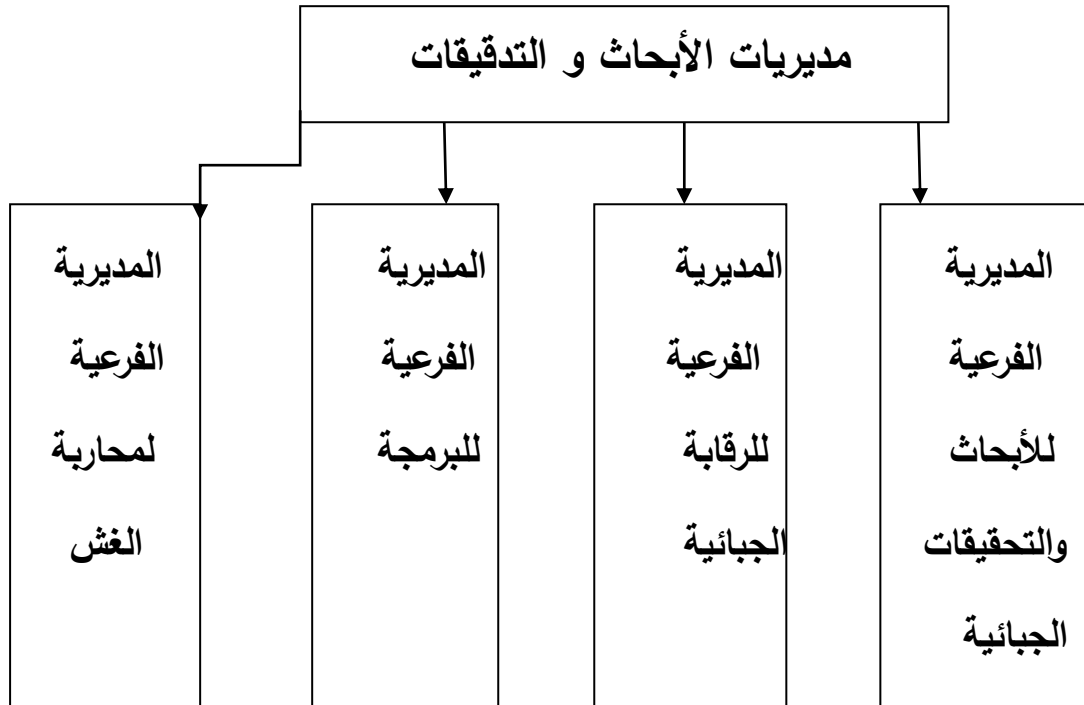 مديريات الأبحاث و التدقيقات
المديرية
الفرعية
للأبحاث
والتحقيقات
الجبائية
المديرية
الفرعية
للرقابة
الجبائية
المديرية
الفرعية
للبرمجة
المديرية
الفرعية
لمحاربة
الغش